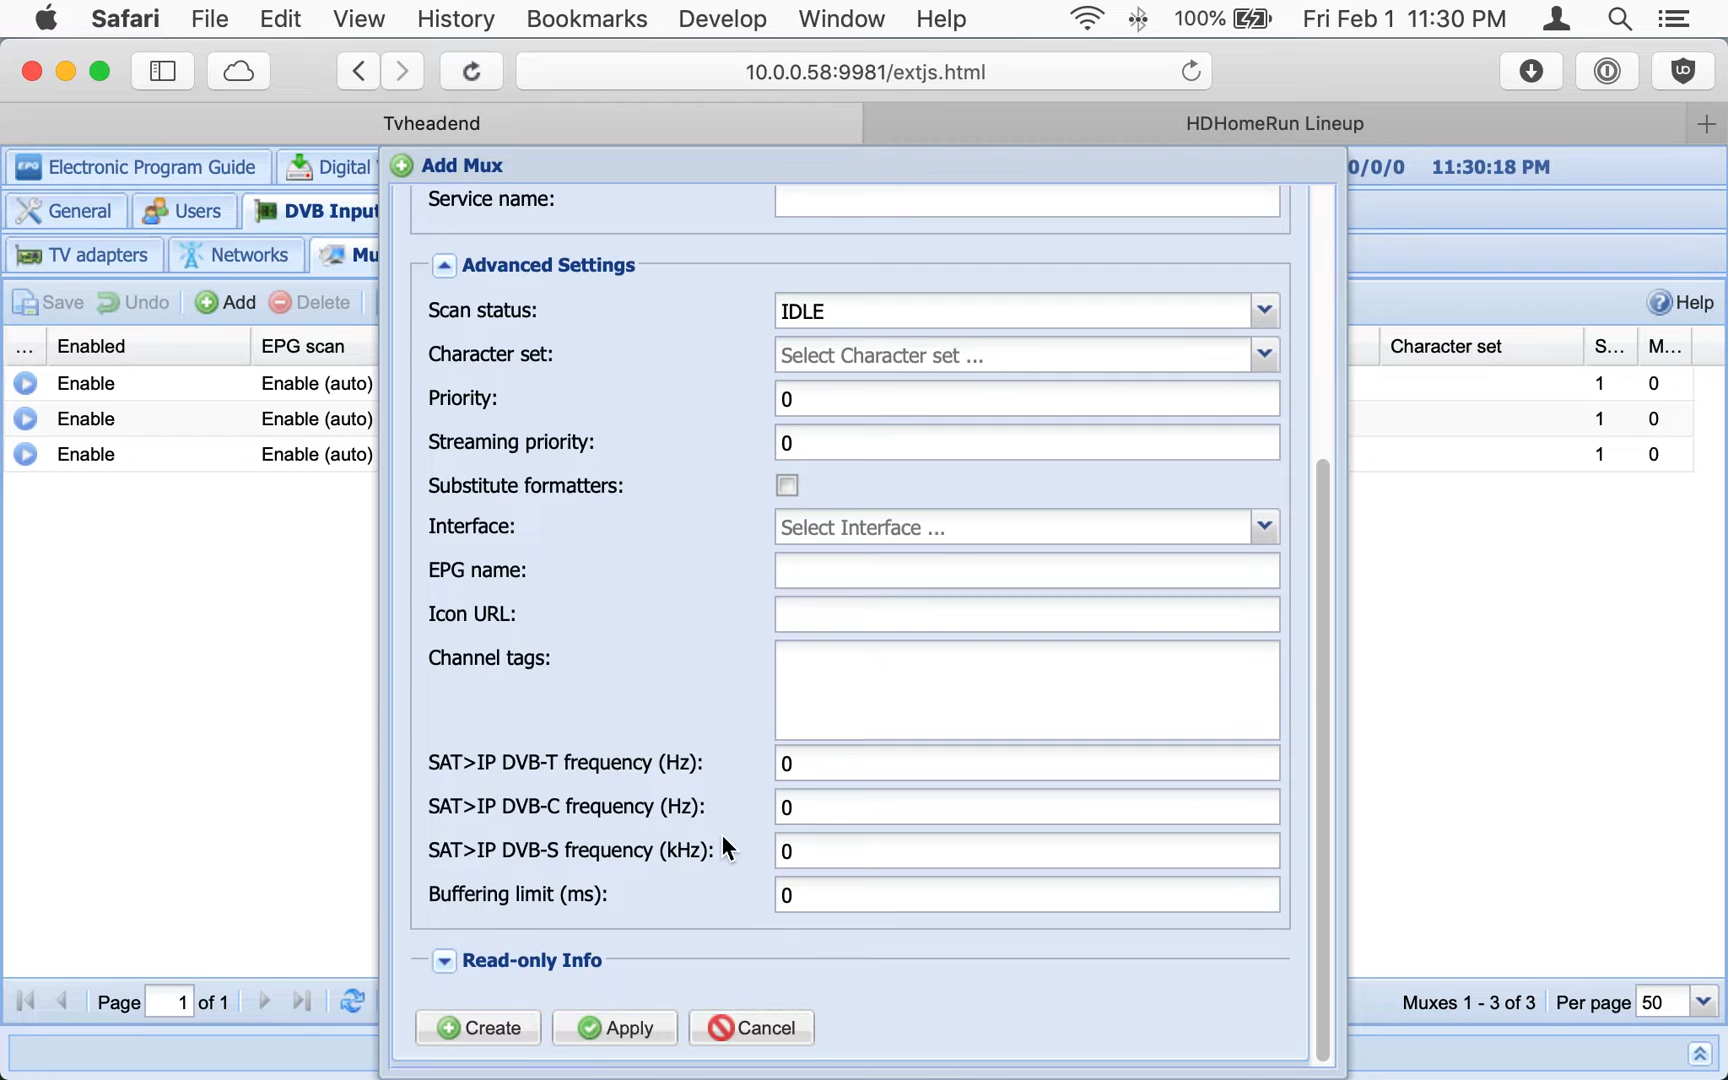 Safari File Edit View History Bookmarks Develop Window Help 100% Fri Feb 1 11:30 PM
10.0.0.58:9981/extjs.html
Tvheadend HDHomeRun Lineup
EPG Electronic Program Guide Digital Add Mux 0/0/0 11:30:18 PM
General Users DVB Input Service name:
TV adapters Networks Mu Advanced Settings
Save Undo Add Delete Scan status: IDLE Help
... Enabled EPG scan Character set: Select Character set ... Character set S... M...
Enable Enable (auto) Priority: 0 1 0
Enable Enable (auto) Streaming priority: 0 1 0
Enable Enable (auto) Substitute formatters: 1 0
Interface: Select Interface ...
EPG name:
Icon URL:
Channel tags:
SAT>IP DVB-T frequency (Hz): 0
SAT>IP DVB-C frequency (Hz): 0
SAT>IP DVB-S frequency (kHz): 0
Buffering limit (ms): 0
Read-only Info
Page 1 of 1 Create Apply Cancel Muxes 1 - 3 of 3 Per page 50